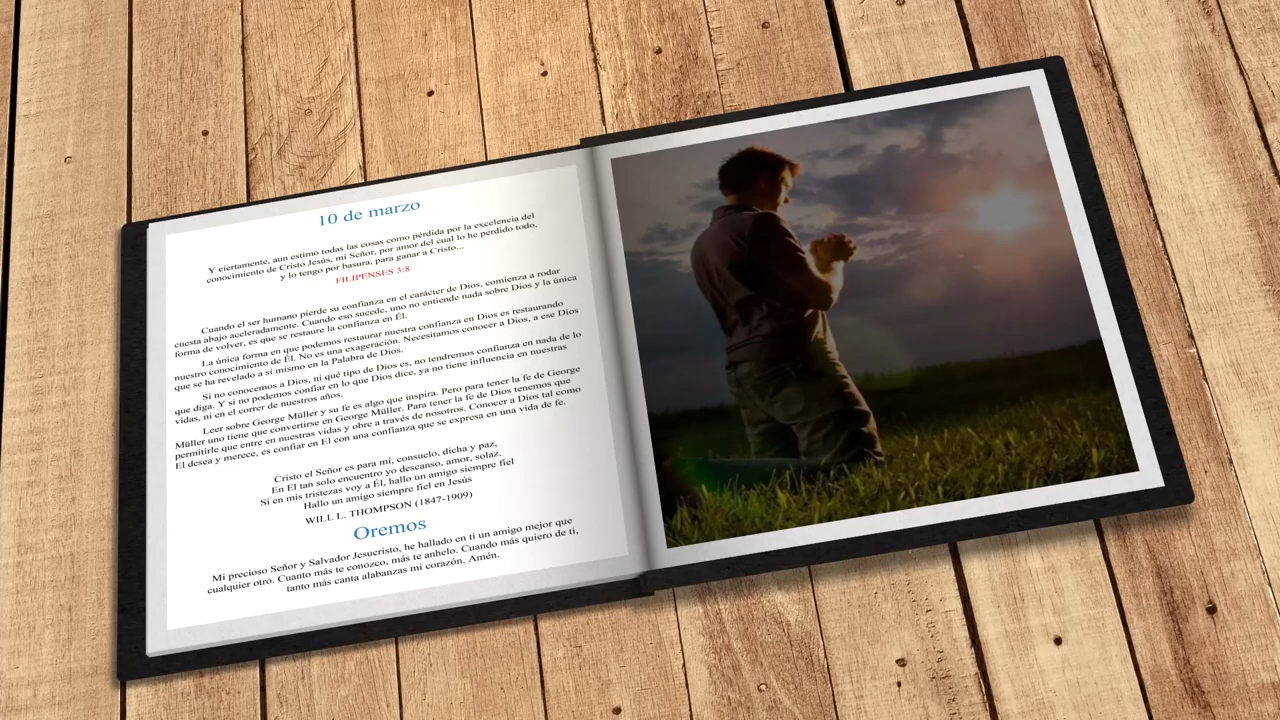 10 de marzo
Y ciertamente, aun estimo todas las cosas como pérdida por la excelencia del
conocimiento de Cristo Jesús, mi Señor, por amor del cual lo he perdido todo,
y lo tengo por basura, para ganar a Cristo...
FILIPENSES 3:8
Cuando el ser humano pierde su confianza en el carácter de Dios, comienza a rodar
cuesta abajo aceleradamente. Cuando eso sucede, uno no entiende nada sobre Dios y la única
forma de volver, es que se restaure la confianza en Él.
La única forma en que podemos restaurar nuestra confianza en Dios es restaurando
nuestro conocimiento de Él. No es una exageración. Necesitamos conocer a Dios, a ese Dios
que se ha revelado a sí mismo en la Palabra de Dios.
Si no conocemos a Dios, ni qué tipo de Dios es, no tendremos confianza en nada de lo
que diga. Y si no podemos confiar en lo que Dios dice, ya no tiene influencia en nuestras
vidas, ni en el correr de nuestros años.
Leer sobre George Müller y su fe es algo que inspira. Pero para tener la fe de George
Müller uno tiene que convertirse en George Müller. Para tener la fe de Dios tenemos que
permitirle que entre en nuestras vidas y obre a través de nosotros. Conocer a Dios tal como
El desea y merece, es confiar en El con una confianza que se expresa en una vida de fe.
Cristo el Señor es para mí, consuelo, dicha y paz,
En El tan solo encuentro yo descanso, amor, solaz.
Si en mis tristezas voy a Él, hallo un amigo siempre fiel
Hallo un amigo siempre fiel en Jesús
WILL L. THOMPSON (1847-1909)
Oremos
Mi precioso Señor y Salvador Jesucristo, he hallado en ti un amigo mejor que
cualquier otro. Cuanto más te conozco, más te anhelo. Cuando más quiero de ti,
tanto más canta alabanzas mi corazón. Amén.